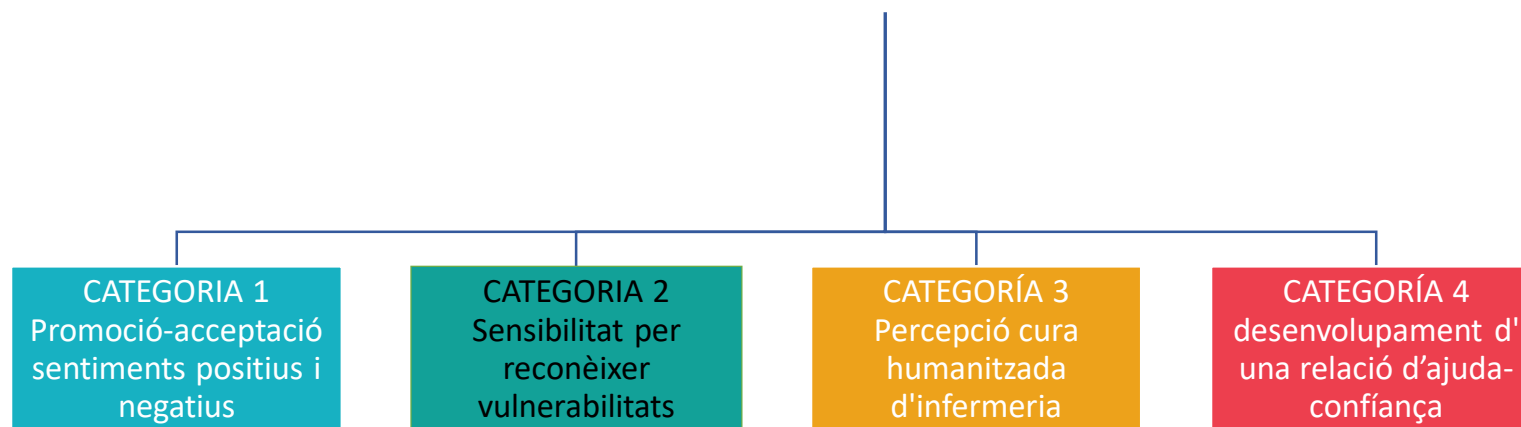 CATEGORIA 1
Promoció-acceptació
sentiments positius i
negatius
CATEGORIA 2
Sensibilitat per
reconèixer
vulnerabilitats
CATEGORÍA 3
Percepció cura
humanitzada
d'infermeria
CATEGORÍA 4
desenvolupament d'
una relació d’ajuda-
confíança